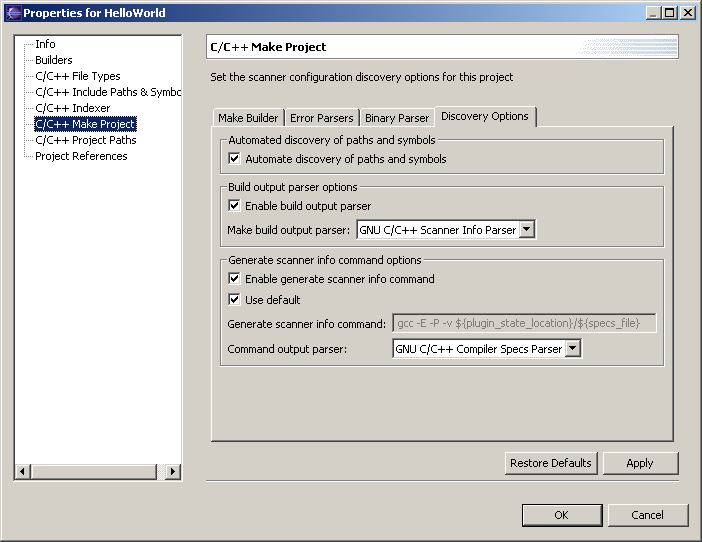 Properties for HelloWorld
Info
Builders
C/C++ File Types
C/C++ Include Paths & Symbo
C/C++ Indexer
C/C++ Make Project
C/C++ Project Paths
Project References
C/C++ Make Project
Set the scanner configuration discovery options for this project
Make Builder Error Parsers Binary Parser Discovery Options
Automated discovery of paths and symbols
Automate discovery of paths and symbols
Build output parser options
Enable build output parser
Make build output parser: GNU C/C++ Scanner Info Parser
Generate scanner info command options
Enable generate scanner info command
Use default
Generate scanner info command: gcc -E -P -v ${plugin_state_location}/${specs_file}
Command output parser: GNU C/C++ Compiler Specs Parser
Restore Defaults Apply
OK Cancel